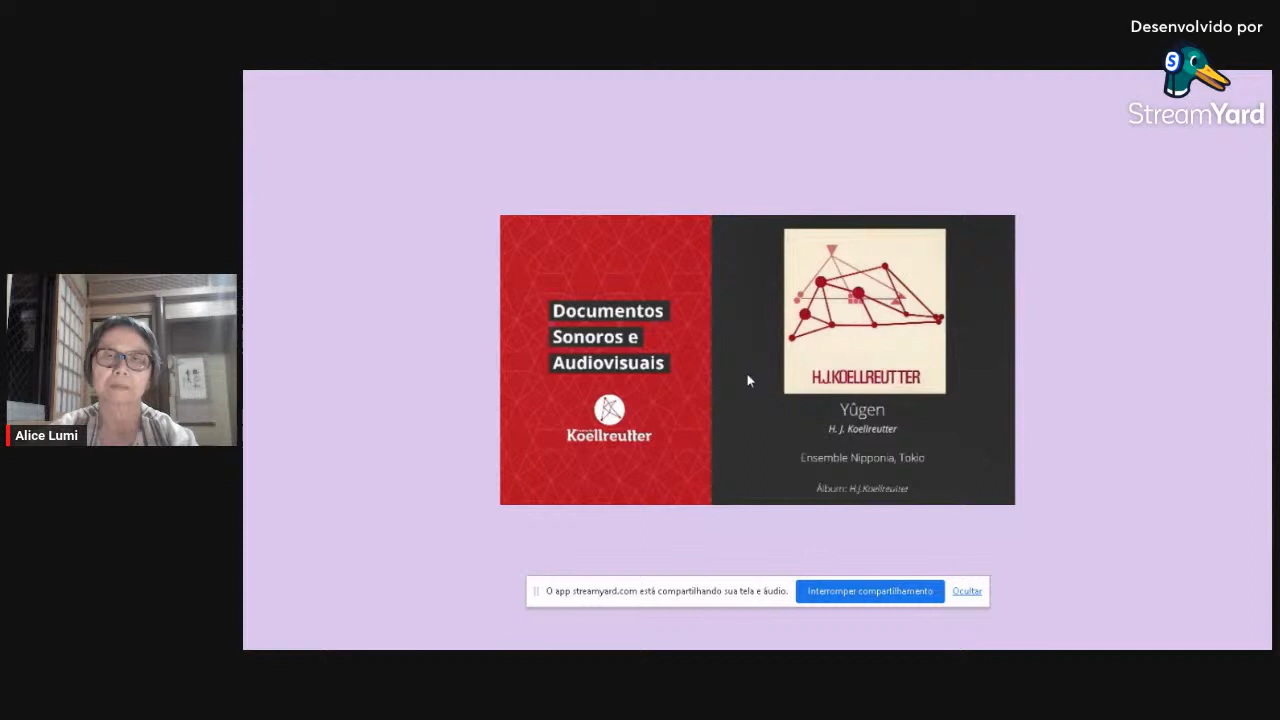 Desenvolvido por
StreamYard
Documentos
Sonoros e
Audiovisuais
Koellreutter
H.J.KOELLREUTTER
Yûgen
H. J. Koellreutter
Ensemble Nipponia, Tokio
Álbum: H.J.Koellreutter
Alice Lumi
O app streamyard.com está compartilhando sua tela e áudio.
Interromper compartilhamento
Ocultar